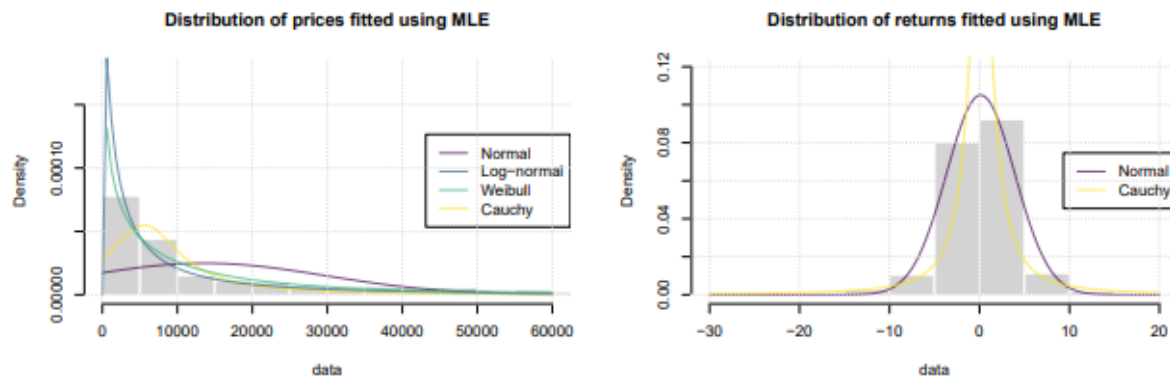 Distribution of prices fitted using MLE
Density
0.00010
0.00000
Normal
Log-normal
Weibull
Cauchy
0 10000 20000 30000 40000 50000 60000
data
Distribution of returns fitted using MLE
Density
0.12
0.08
0.04
0.00
Normal
Cauchy
−30 −20 −10 0 10 20
data